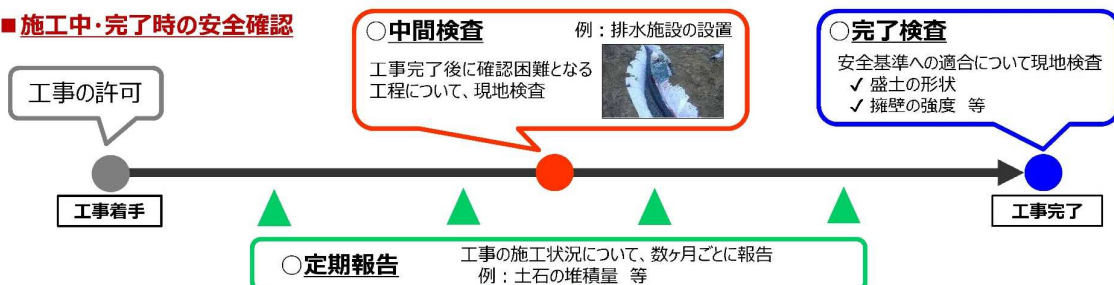 ■施工中・完了時の安全確認
工事の許可
○中間検査
例：排水施設の設置
工事完了後に確認困難となる
工程について、現地検査
○完了検査
安全基準への適合について現地検査
✓ 盛土の形状
✓ 擁壁の強度 等
工事着手
工事完了
○定期報告
工事の施工状況について、数ヶ月ごとに報告
例：土石の堆積量 等